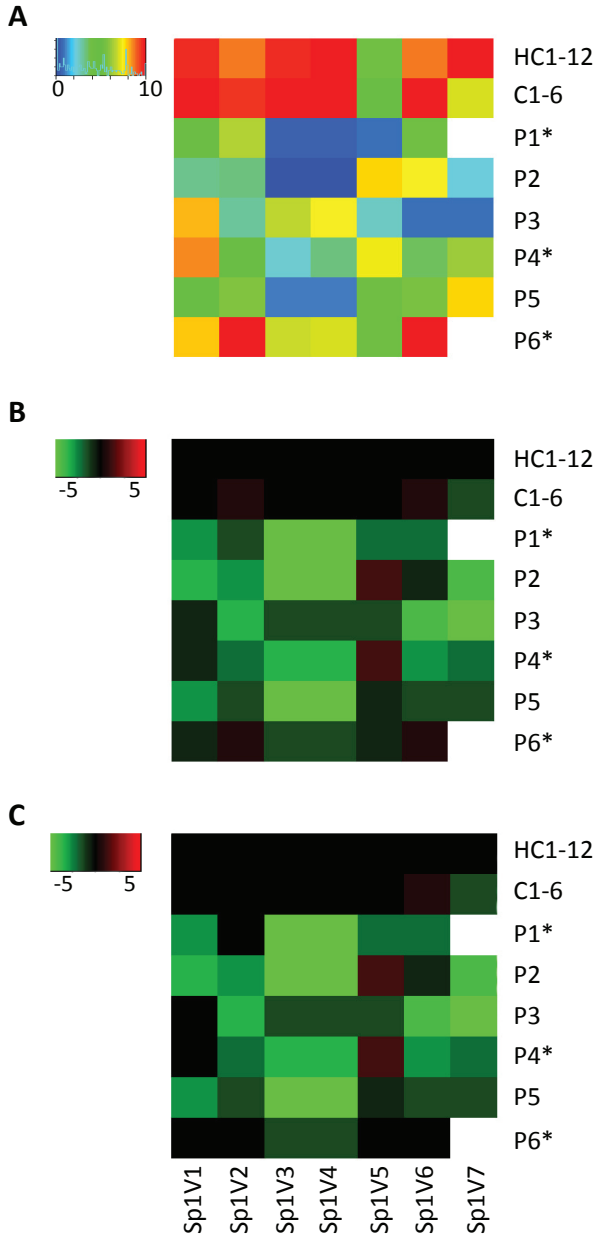 A
0 10
HC1-12
C1-6
P1*
P2
P3
P4*
P5
P6*
B
-5 5
HC1-12
C1-6
P1*
P2
P3
P4*
P5
P6*
C
-5 5
HC1-12
C1-6
P1*
P2
P3
P4*
P5
P6*
Sp1V1
Sp1V2
Sp1V3
Sp1V4
Sp1V5
Sp1V6
Sp1V7